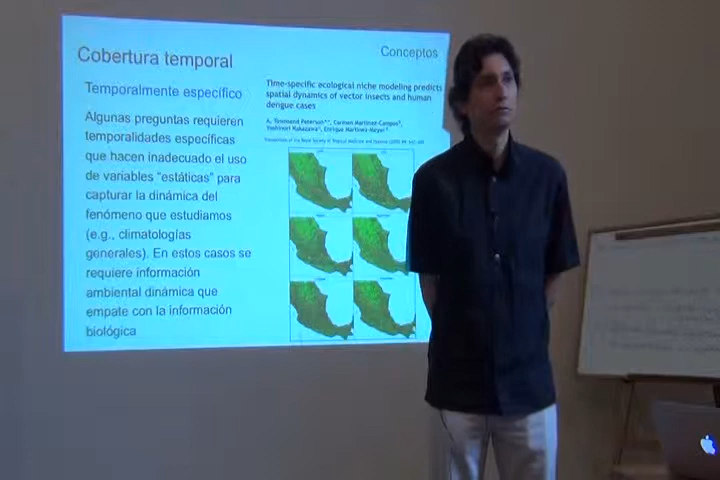 Cobertura temporal
Conceptos
Temporalmente específico
Algunas preguntas requieren
temporalidades específicas
que hacen inadecuado el uso
de variables "estáticas" para
capturar la dinámica del
fenómeno que estudiamos
(e.g., climatologías
generales). En estos casos se
requiere información
ambiental dinámica que
empate con la información
biológica
Time-specific ecological niche modeling predicts
spatial dynamics of vector insects and human
dengue cases